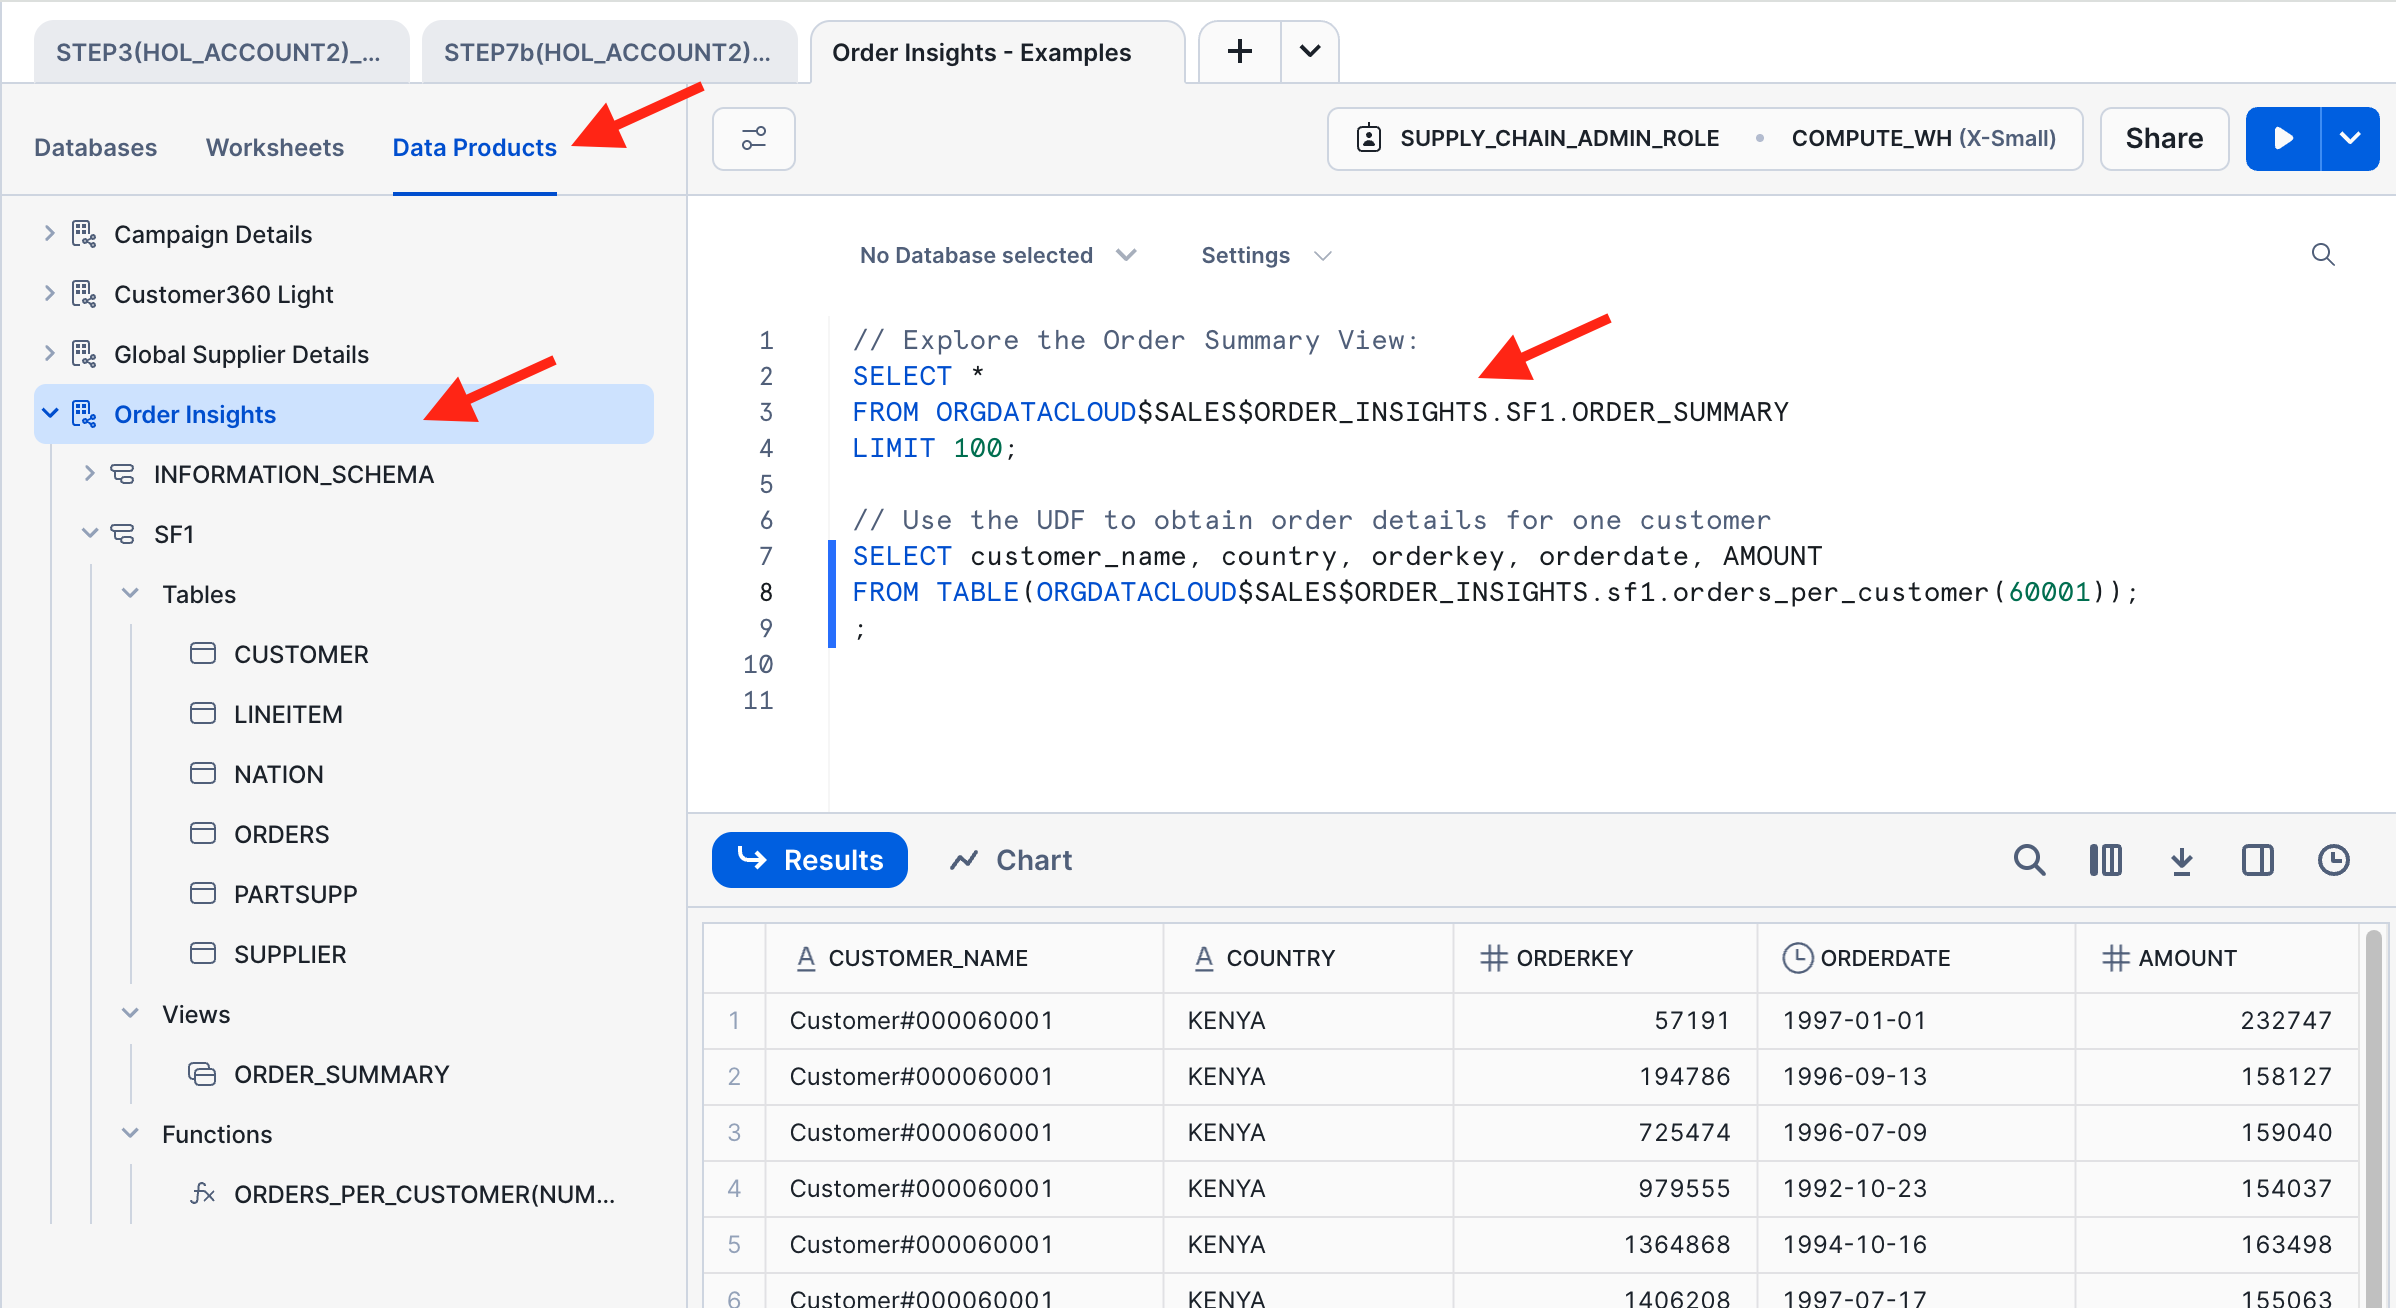 STEP3(HOL_ACCOUNT2)_...
STEP7b(HOL_ACCOUNT2)...
Order Insights - Examples
Databases
Worksheets
Data Products
SUPPLY_CHAIN_ADMIN_ROLE • COMPUTE_WH (X-Small)
Share
Campaign Details
Customer360 Light
Global Supplier Details
Order Insights
INFORMATION_SCHEMA
SF1
Tables
CUSTOMER
LINEITEM
NATION
ORDERS
PARTSUPP
SUPPLIER
Views
ORDER_SUMMARY
Functions
ORDERS_PER_CUSTOMER(NUM...
No Database selected
Settings
1 // Explore the Order Summary View:
2 SELECT *
3 FROM ORGDATACLOUD$SALES$ORDER_INSIGHTS.SF1.ORDER_SUMMARY
4 LIMIT 100;
5
6 // Use the UDF to obtain order details for one customer
7 SELECT customer_name, country, orderkey, orderdate, AMOUNT
8 FROM TABLE(ORGDATACLOUD$SALES$ORDER_INSIGHTS.sf1.orders_per_customer(60001));
9 ;
10
11
Results
Chart
CUSTOMER_NAME COUNTRY ORDERKEY ORDERDATE AMOUNT
1 Customer#000060001 KENYA 57191 1997-01-01 232747
2 Customer#000060001 KENYA 194786 1996-09-13 158127
3 Customer#000060001 KENYA 725474 1996-07-09 159040
4 Customer#000060001 KENYA 979555 1992-10-23 154037
5 Customer#000060001 KENYA 1364868 1994-10-16 163498
6 Customer#000060001 KENYA 1406208 1997-07-17 155063